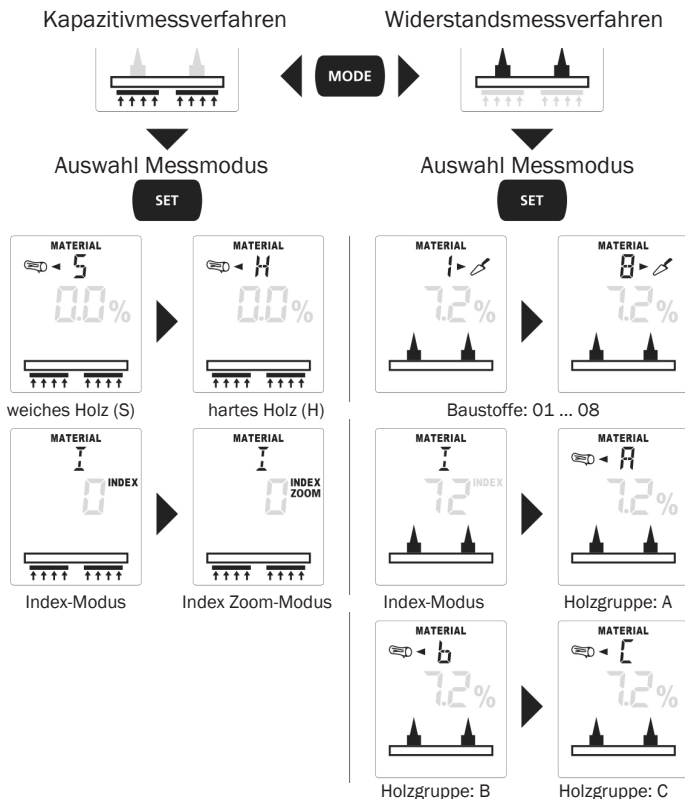 Kapazitivmessverfahren
Widerstandsmessverfahren
MODE
Auswahl Messmodus
Auswahl Messmodus
SET
SET
MATERIAL
S
0.0%
MATERIAL
H
0.0%
MATERIAL
1
7.2%
MATERIAL
8
7.2%
weiches Holz (S)
hartes Holz (H)
Baustoffe: 01 ... 08
MATERIAL
I
0 INDEX
MATERIAL
I
0 INDEX
ZOOM
MATERIAL
I
72 INDEX
MATERIAL
A
7.2%
Index-Modus
Index Zoom-Modus
Index-Modus
Holzgruppe: A
MATERIAL
b
7.2%
MATERIAL
C
7.2%
Holzgruppe: B
Holzgruppe: C